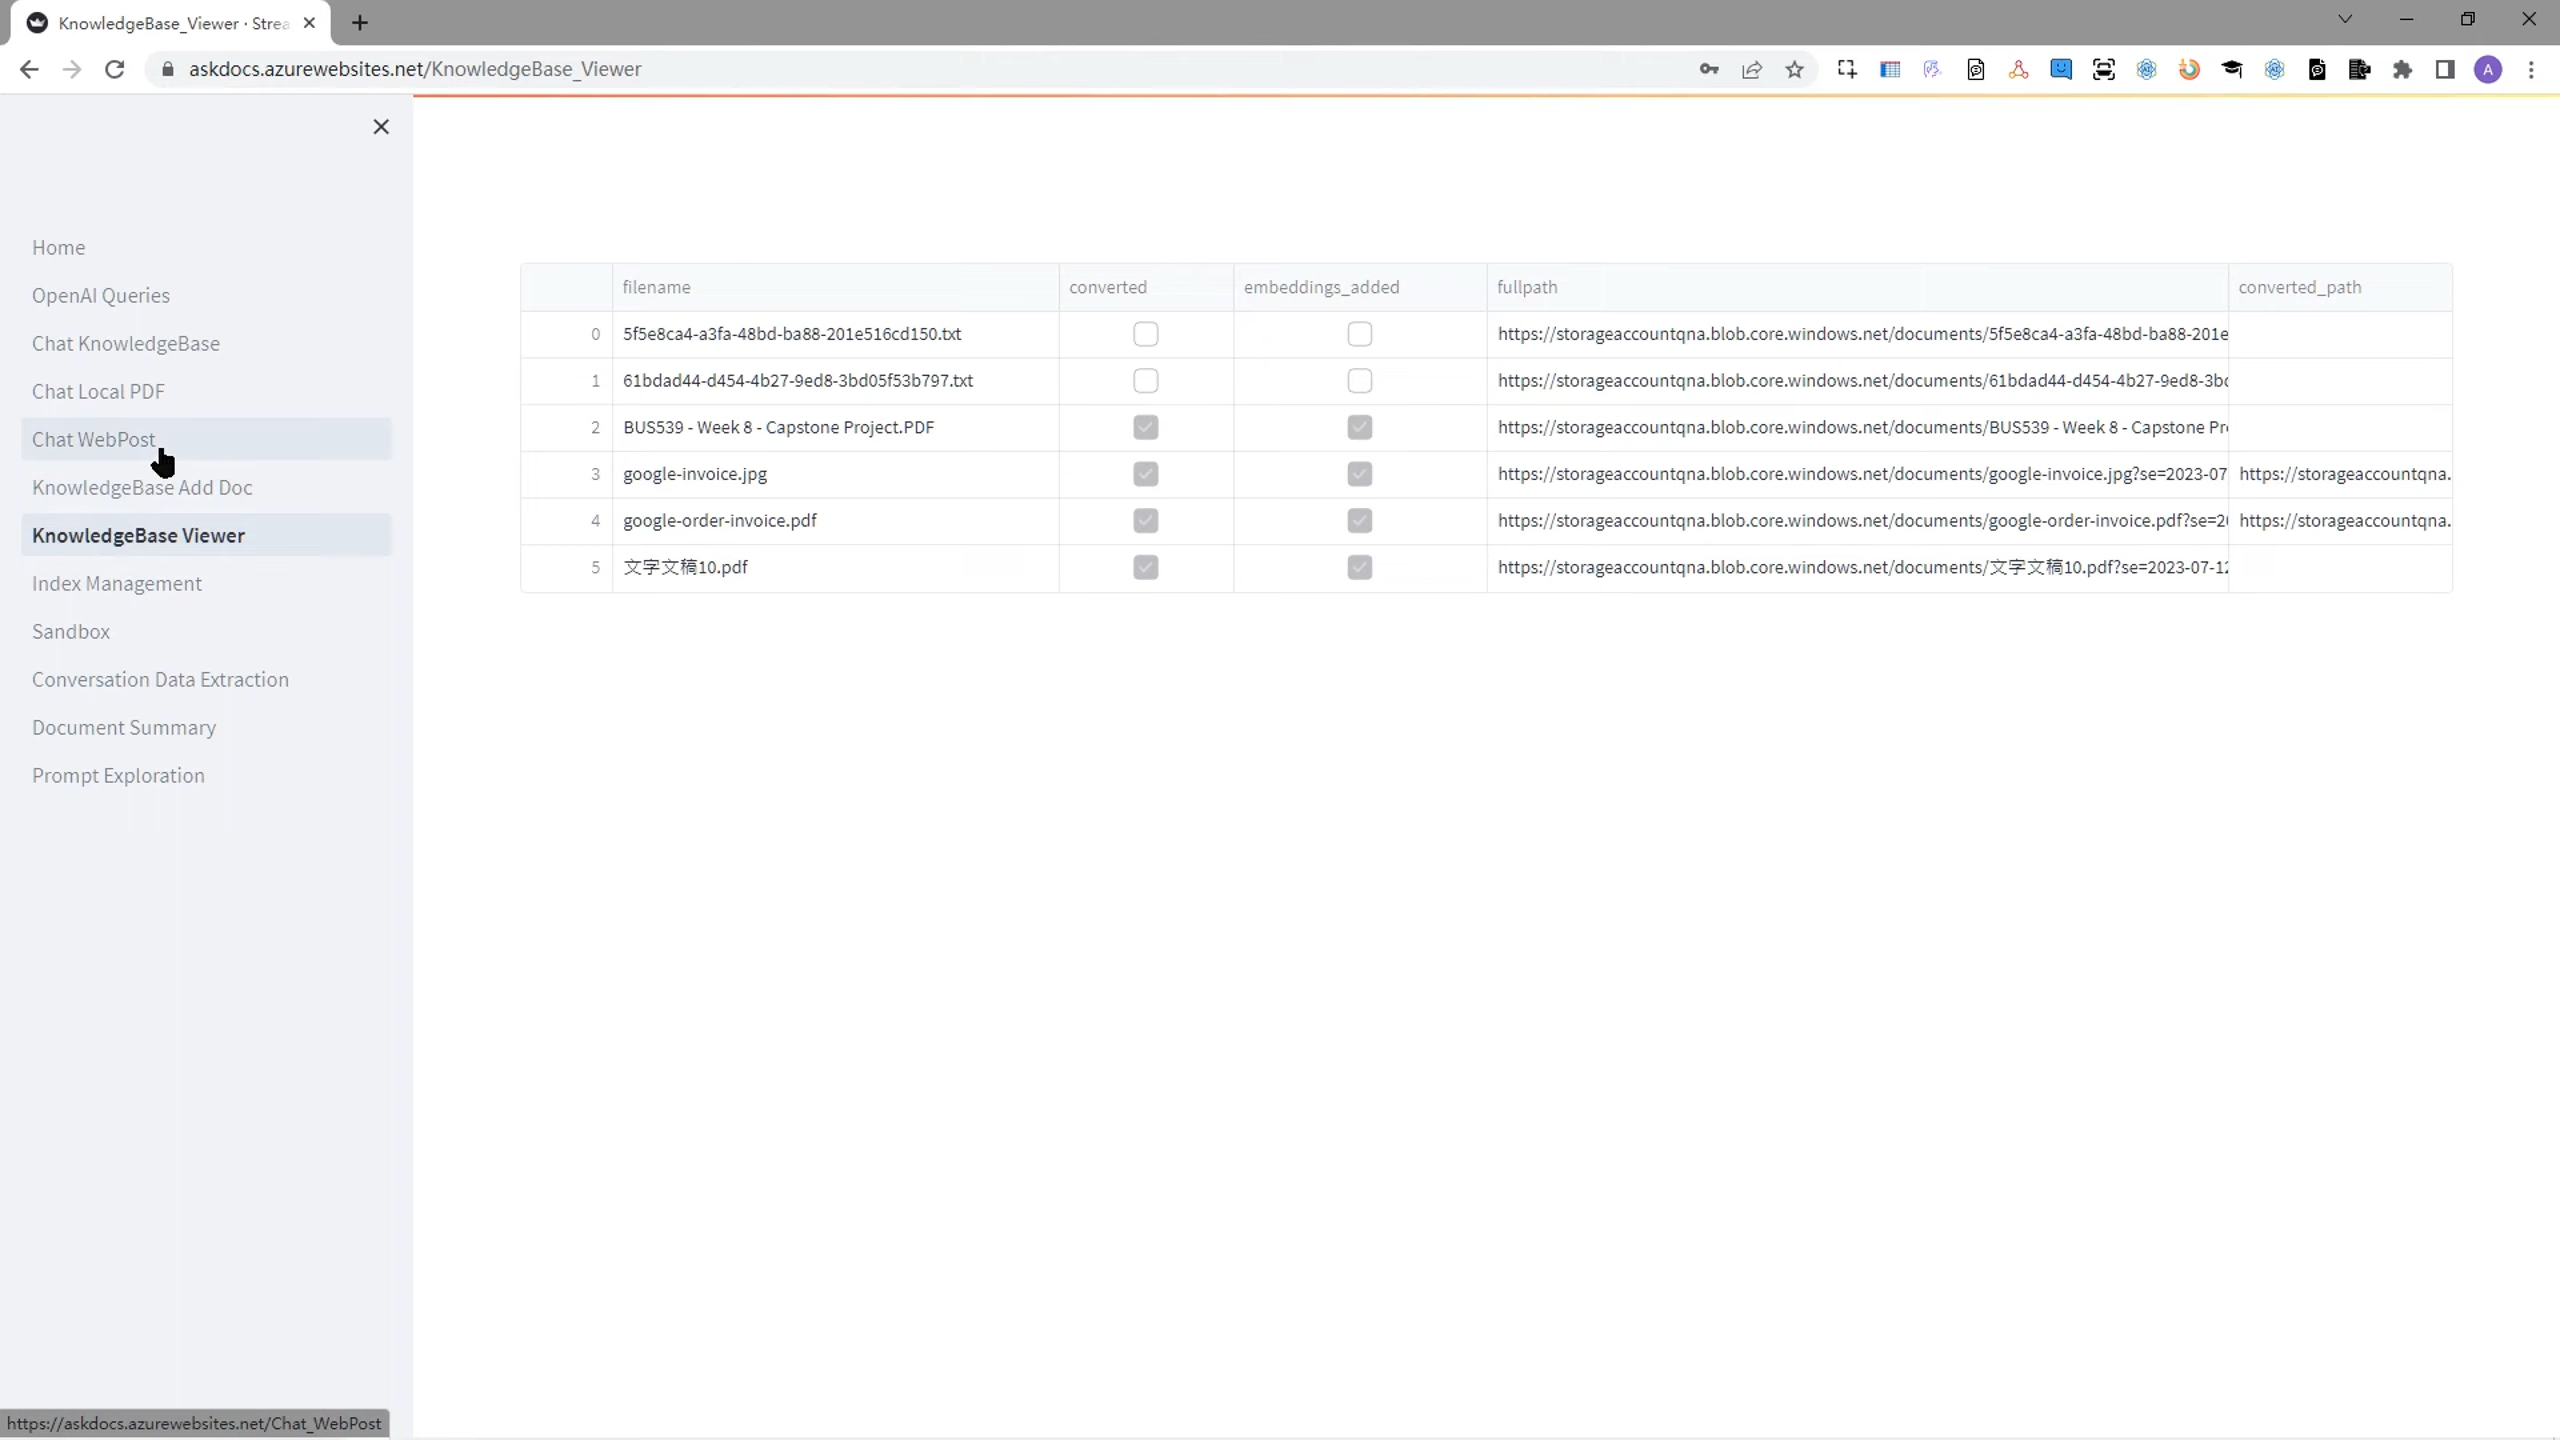 KnowledgeBase_Viewer · Strea
askdocs.azurewebsites.net/KnowledgeBase_Viewer
A
Home
OpenAI Queries
Chat KnowledgeBase
Chat Local PDF
Chat WebPost
KnowledgeBase Add Doc
KnowledgeBase Viewer
Index Management
Sandbox
Conversation Data Extraction
Document Summary
Prompt Exploration
filename converted embeddings_added fullpath converted_path
0 5f5e8ca4-a3fa-48bd-ba88-201e516cd150.txt https://storageaccountqna.blob.core.windows.net/documents/5f5e8ca4-a3fa-48bd-ba88-201e
1 61bdad44-d454-4b27-9ed8-3bd05f53b797.txt https://storageaccountqna.blob.core.windows.net/documents/61bdad44-d454-4b27-9ed8-3bd
2 BUS539 - Week 8 - Capstone Project.PDF https://storageaccountqna.blob.core.windows.net/documents/BUS539 - Week 8 - Capstone Pr
3 google-invoice.jpg https://storageaccountqna.blob.core.windows.net/documents/google-invoice.jpg?se=2023-07 https://storageaccountqna.
4 google-order-invoice.pdf https://storageaccountqna.blob.core.windows.net/documents/google-order-invoice.pdf?se=2 https://storageaccountqna.
5 文字文稿10.pdf https://storageaccountqna.blob.core.windows.net/documents/文字文稿10.pdf?se=2023-07-12
https://askdocs.azurewebsites.net/Chat_WebPost